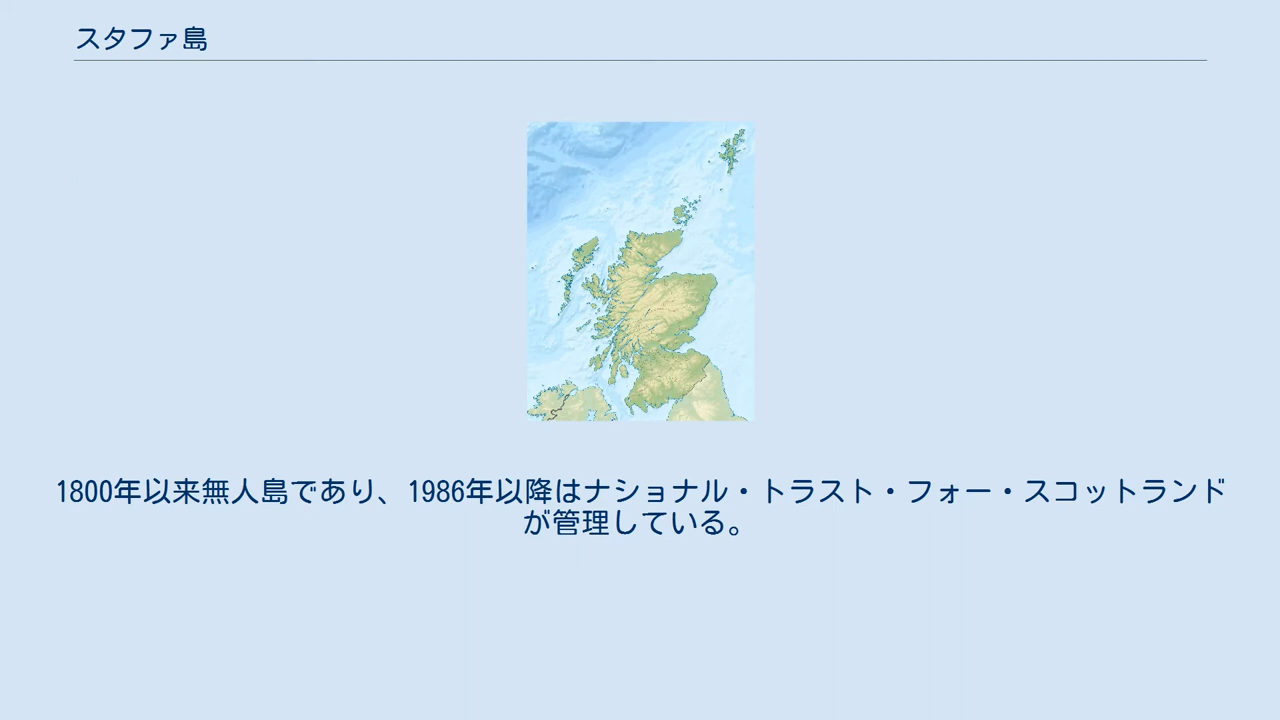 スタファ島
1800年以来無人島であり、1986年以降はナショナル・トラスト・フォー・スコットランド
が管理している。